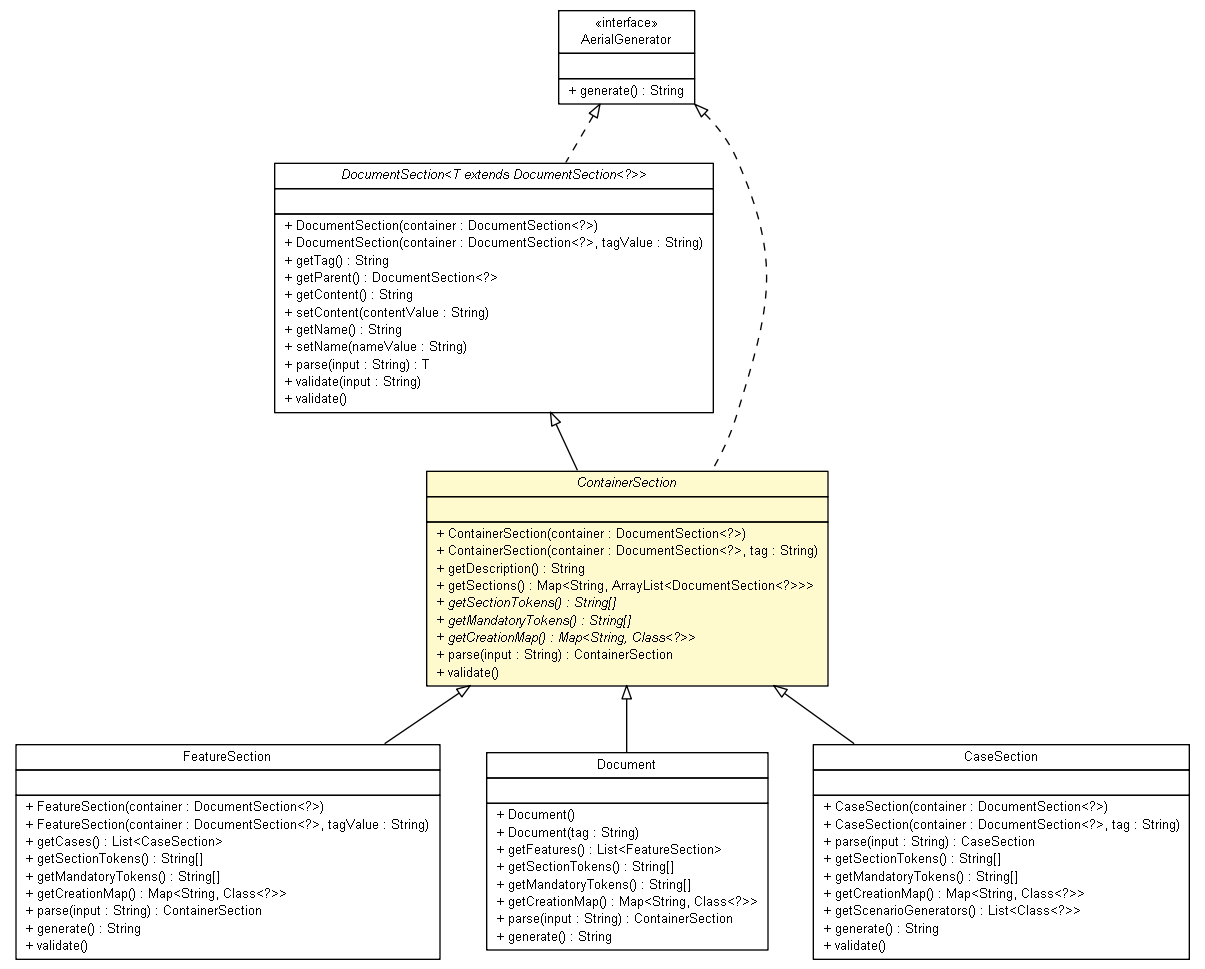 «interface»
AerialGenerator
+ generate() : String
DocumentSection<T extends DocumentSection<?>>
+ DocumentSection(container : DocumentSection<?>)
+ DocumentSection(container : DocumentSection<?>, tagValue : String)
+ getTag() : String
+ getParent() : DocumentSection<?>
+ getContent() : String
+ setContent(contentValue : String)
+ getName() : String
+ setName(nameValue : String)
+ parse(input : String) : T
+ validate(input : String)
+ validate()
ContainerSection
+ ContainerSection(container : DocumentSection<?>)
+ ContainerSection(container : DocumentSection<?>, tag : String)
+ getDescription() : String
+ getSections() : Map<String, ArrayList<DocumentSection<?>>>
+ getSectionTokens() : String[]
+ getMandatoryTokens() : String[]
+ getCreationMap() : Map<String, Class<?>>
+ parse(input : String) : ContainerSection
+ validate()
FeatureSection
+ FeatureSection(container : DocumentSection<?>)
+ FeatureSection(container : DocumentSection<?>, tagValue : String)
+ getCases() : List<CaseSection>
+ getSectionTokens() : String[]
+ getMandatoryTokens() : String[]
+ getCreationMap() : Map<String, Class<?>>
+ parse(input : String) : ContainerSection
+ generate() : String
+ validate()
Document
+ Document()
+ Document(tag : String)
+ getFeatures() : List<FeatureSection>
+ getSectionTokens() : String[]
+ getMandatoryTokens() : String[]
+ getCreationMap() : Map<String, Class<?>>
+ parse(input : String) : ContainerSection
+ generate() : String
CaseSection
+ CaseSection(container : DocumentSection<?>)
+ CaseSection(container : DocumentSection<?>, tag : String)
+ parse(input : String) : CaseSection
+ getSectionTokens() : String[]
+ getMandatoryTokens() : String[]
+ getCreationMap() : Map<String, Class<?>>
+ getScenarioGenerators() : List<Class<?>>
+ generate() : String
+ validate()